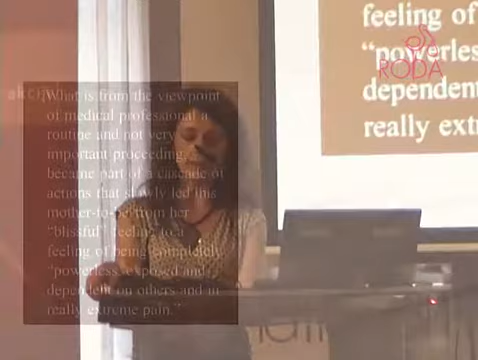 What is from the viewpoint
of medical professional a
routine and not very
important proceeding,
became part of a cascade of
actions that slowly led this
mother-to-be from her
"blissful" feeling to a
feeling of being completely
"powerless, exposed and
dependent on others and in
really extreme pain."
feeling of
"powerles
dependent
really extr
RODA